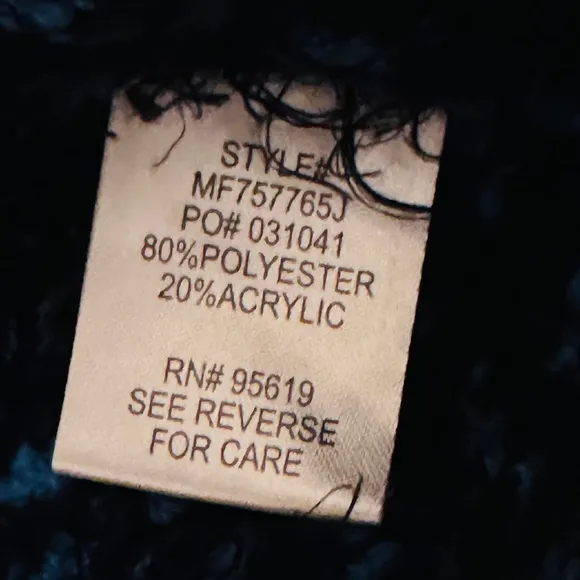 STYLE#
MF757765J
PO# 031041
80%POLYESTER
20%ACRYLIC
RN# 95619
SEE REVERSE
FOR CARE